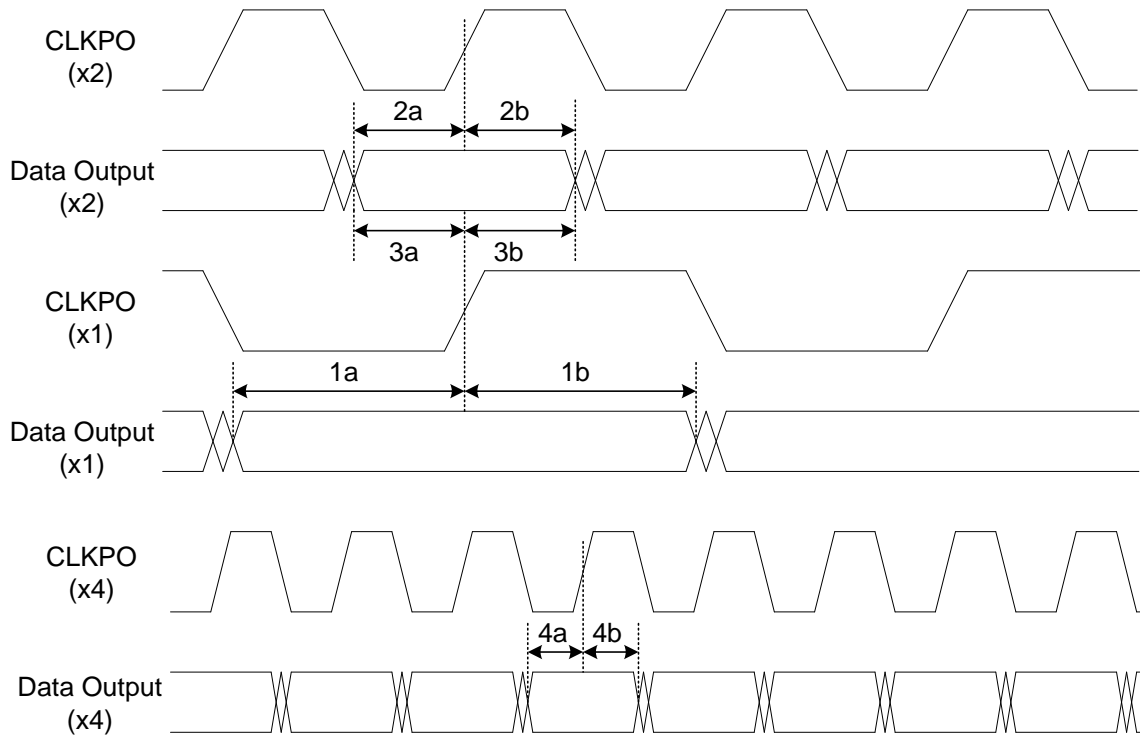 CLKPO
(x2)
2a 2b
Data Output
(x2)
3a 3b
CLKPO
(x1)
1a 1b
Data Output
(x1)
CLKPO
(x4)
4a 4b
Data Output
(x4)